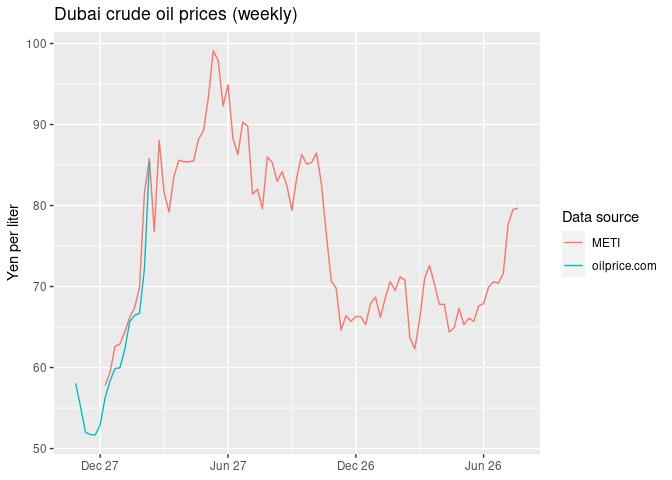 Dubai crude oil prices (weekly)
100
90
80
70
60
50
Yen per liter
Dec 27
Jun 27
Dec 26
Jun 26
Data source
METI
oilprice.com